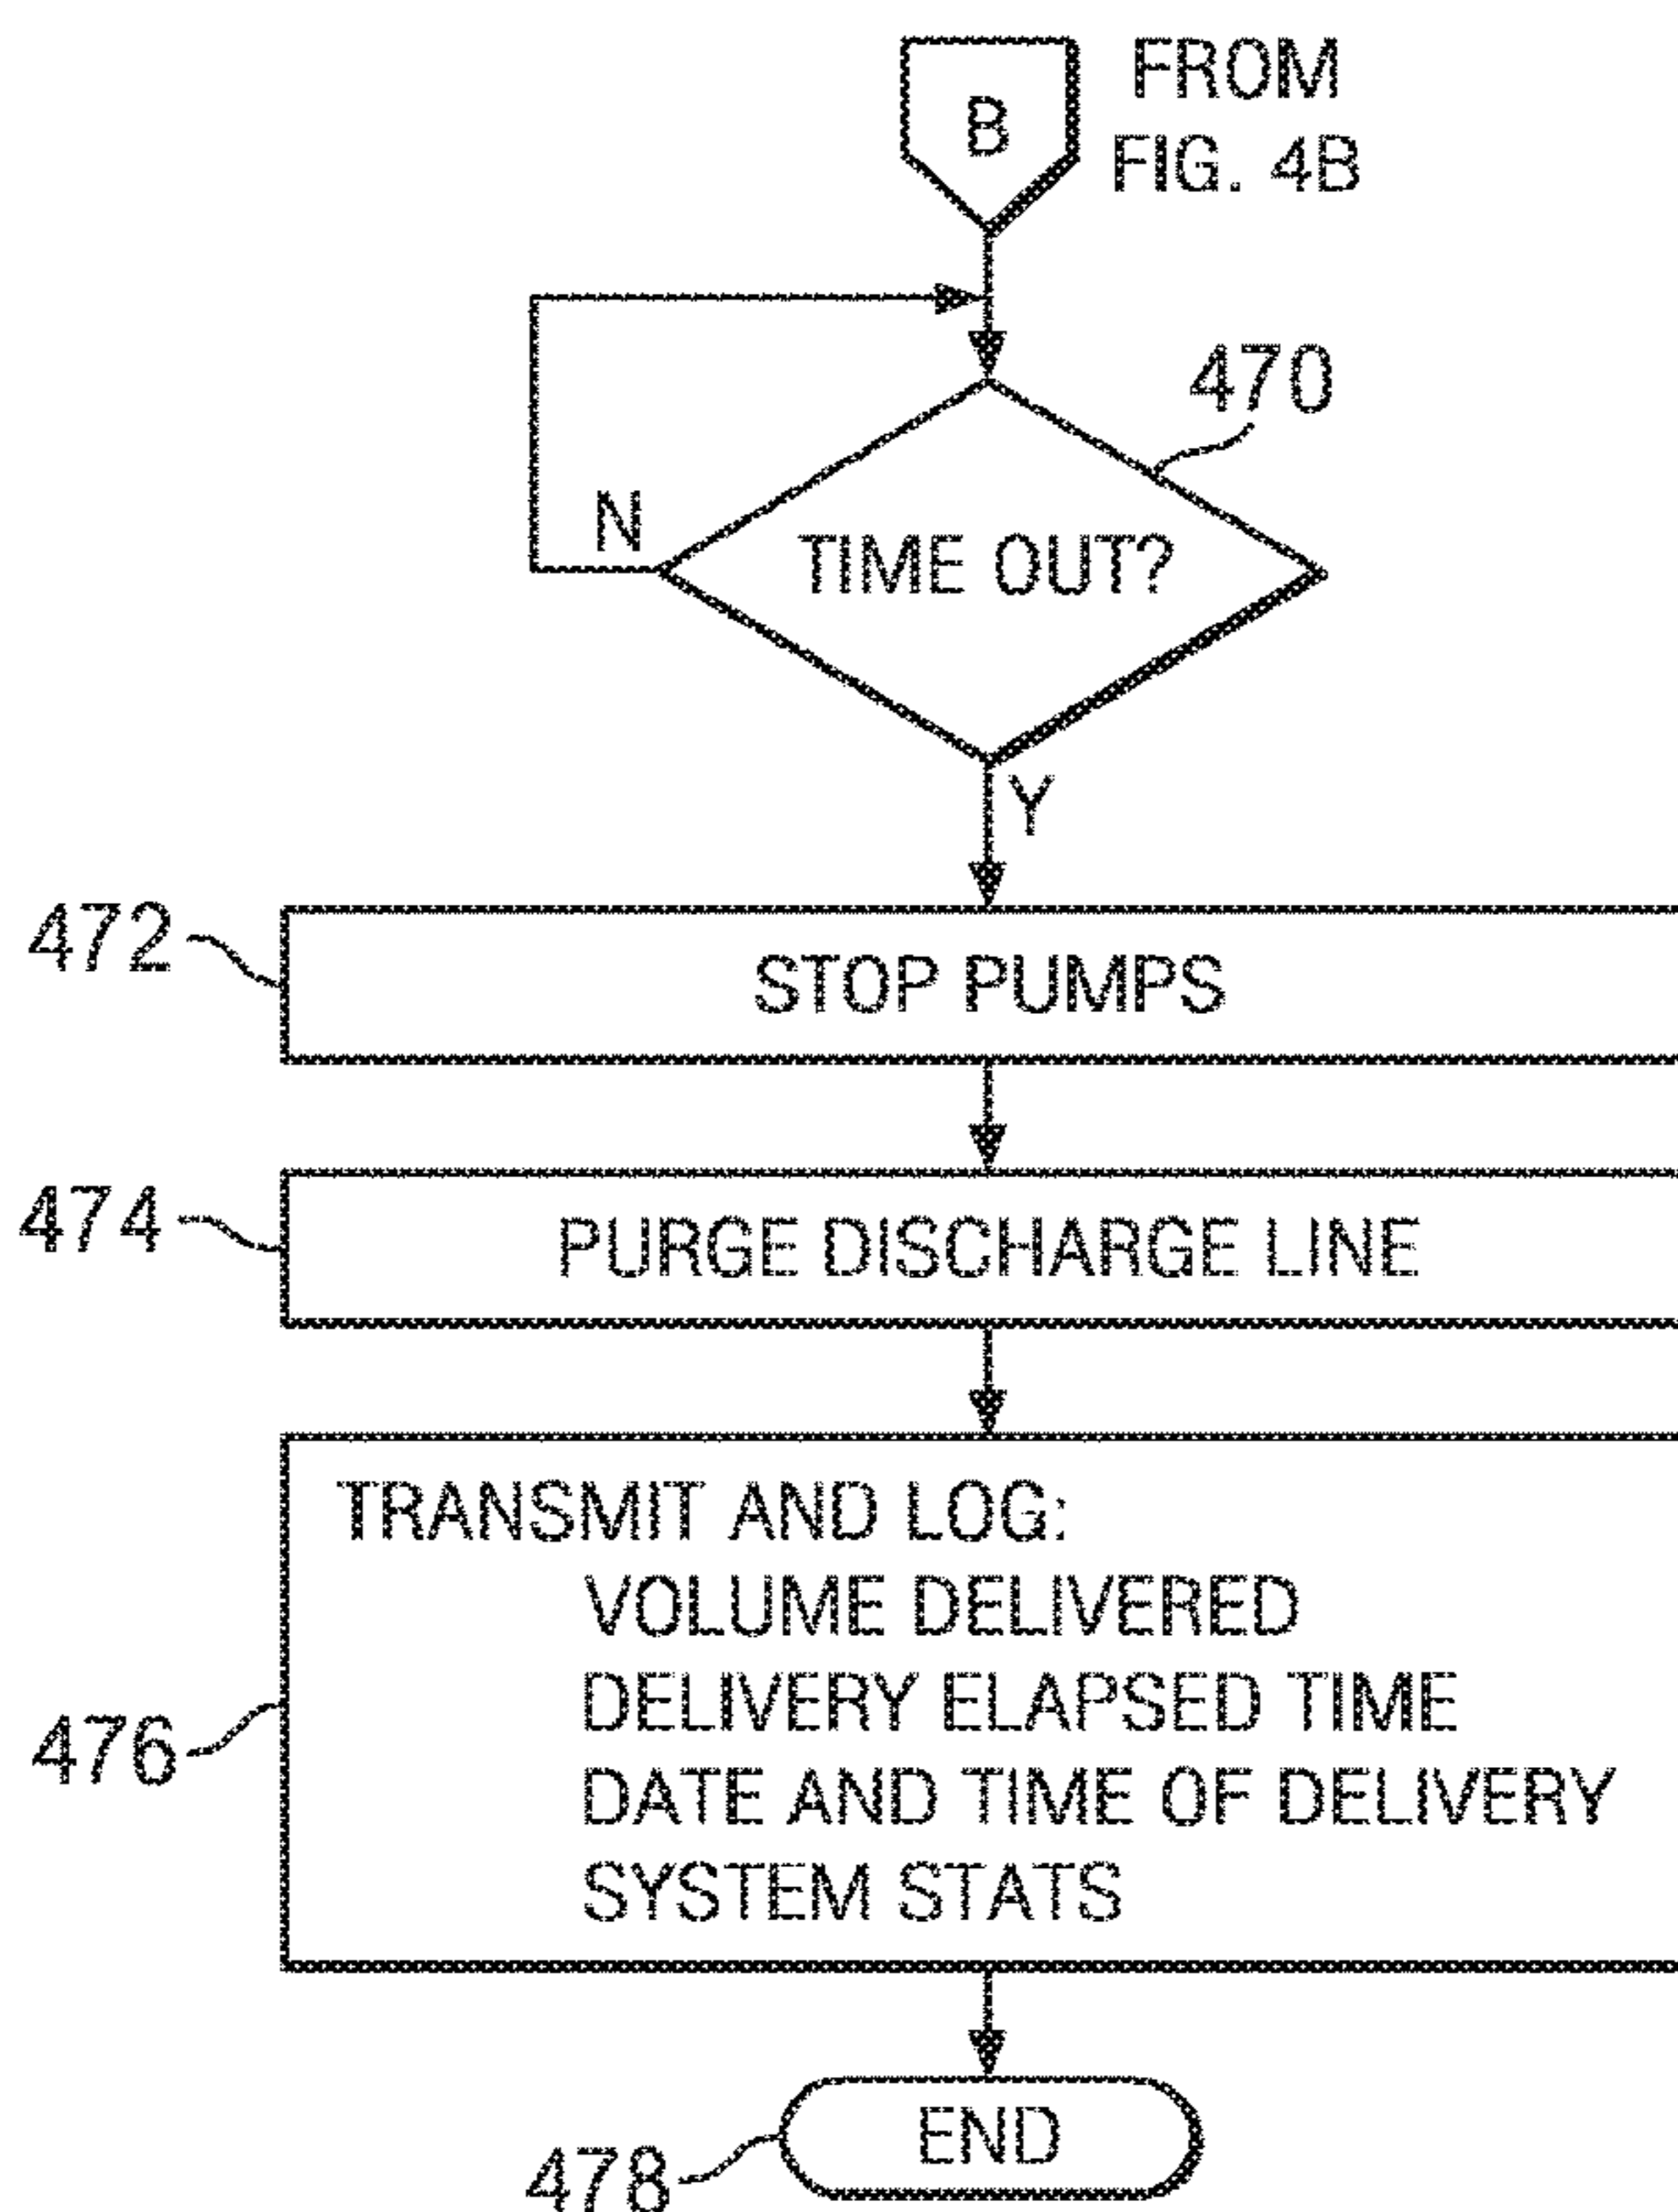 B
FROM
FIG. 4B
470
N
TIME OUT?
Y
472
STOP PUMPS
474
PURGE DISCHARGE LINE
TRANSMIT AND LOG:
VOLUME DELIVERED
DELIVERY ELAPSED TIME
476
DATE AND TIME OF DELIVERY
SYSTEM STATS
END
478